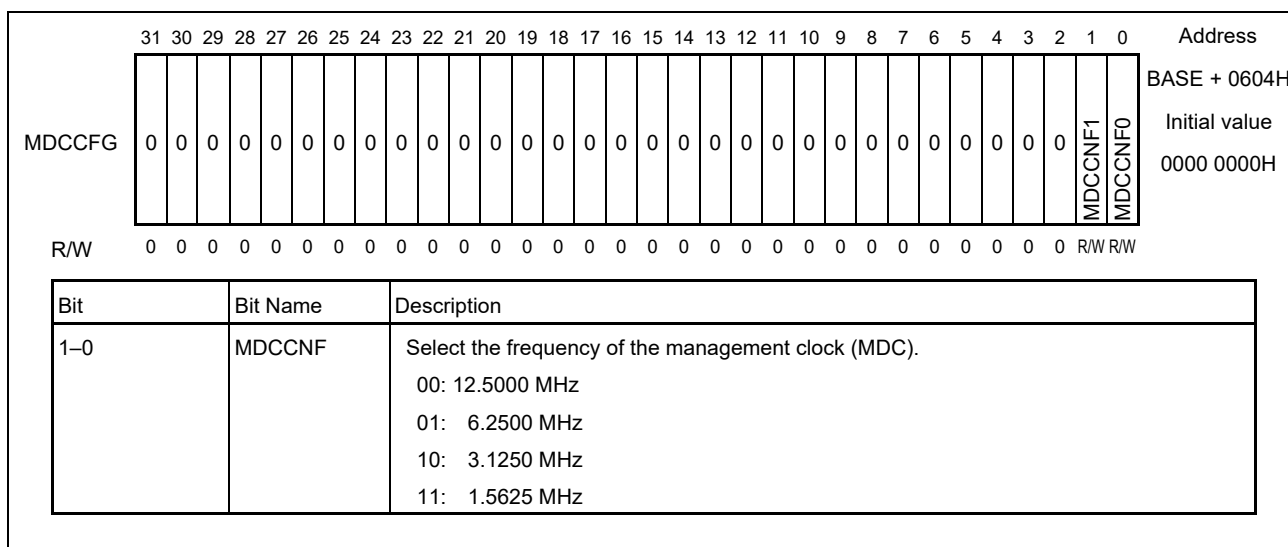 31 30 29 28 27 26 25 24 23 22 21 20 19 18 17 16 15 14 13 12 11 10 9 8 7 6 5 4 3 2 1 0 Address
BASE + 0604H
MDCCFG 0 0 0 0 0 0 0 0 0 0 0 0 0 0 0 0 0 0 0 0 0 0 0 0 0 0 0 0 0 0 MDCCNF1 MDCCNF0 Initial value
0000 0000H
R/W 0 0 0 0 0 0 0 0 0 0 0 0 0 0 0 0 0 0 0 0 0 0 0 0 0 0 0 0 0 0 R/W R/W
Bit Bit Name Description
1–0 MDCCNF Select the frequency of the management clock (MDC).
00: 12.5000 MHz
01: 6.2500 MHz
10: 3.1250 MHz
11: 1.5625 MHz